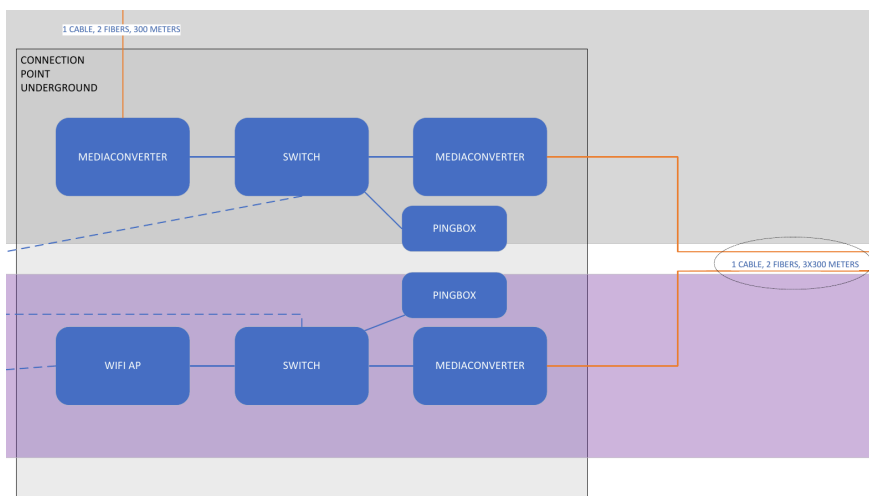 1 CABLE, 2 FIBERS, 300 METERS
CONNECTION
POINT
UNDERGROUND
MEDIACONVERTER
SWITCH
MEDIACONVERTER
PINGBOX
1 CABLE, 2 FIBERS, 3X300 METERS
PINGBOX
WIFI AP
SWITCH
MEDIACONVERTER